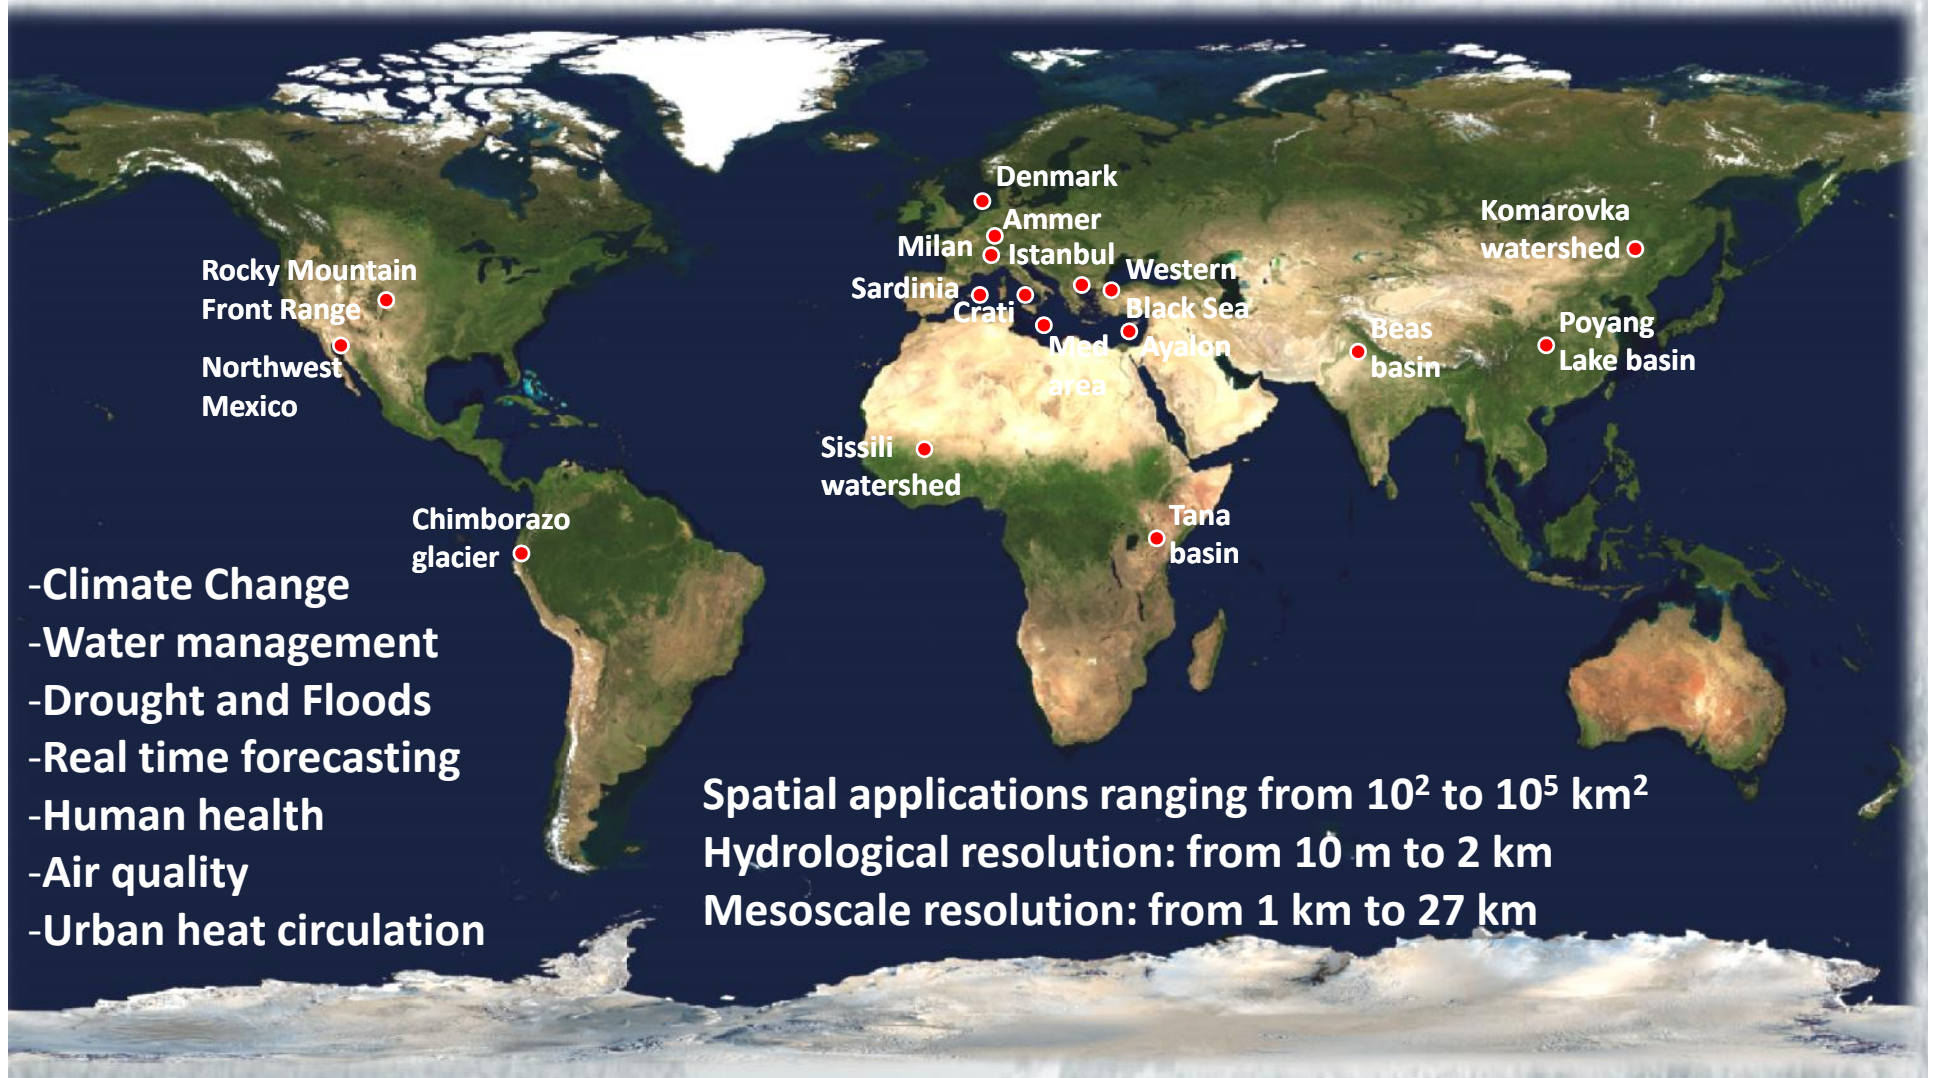 Denmark
Ammer
Milan
Istanbul
Western
Black Sea
Sardinia
Crati
Med
area
Ayalon
Komarovka
watershed
Rocky Mountain
Front Range
Northwest
Mexico
Beas
basin
Poyang
Lake basin
Sissili
watershed
Tana
basin
Chimborazo
glacier
-Climate Change
-Water management
-Drought and Floods
-Real time forecasting
-Human health
-Air quality
-Urban heat circulation
Spatial applications ranging from 10² to 10⁵ km²
Hydrological resolution: from 10 m to 2 km
Mesoscale resolution: from 1 km to 27 km